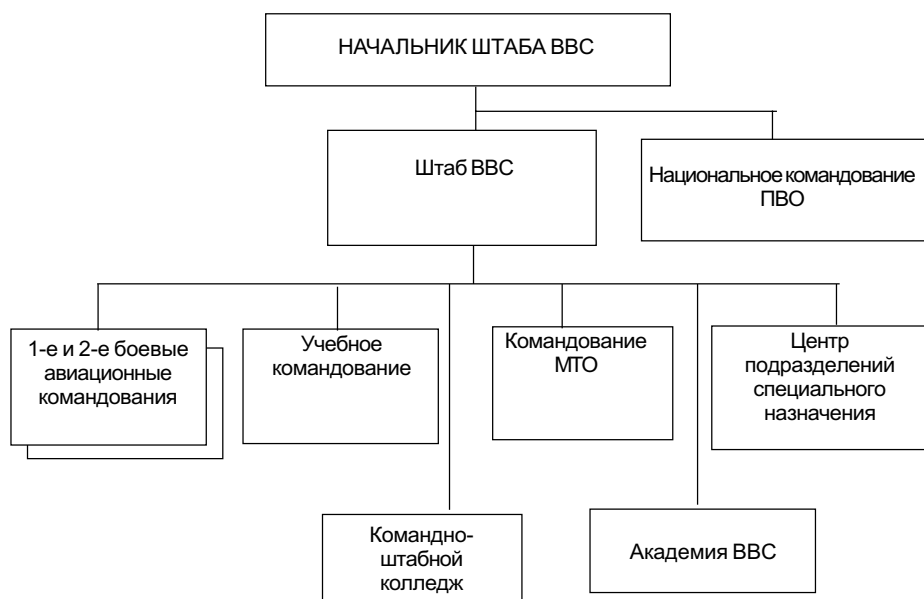 НАЧАЛЬНИК ШТАБА ВВС
Штаб ВВС
Национальное командование
ПВО
1-е и 2-е боевые
авиационные
командования
Учебное
командование
Командование
МТО
Центр
подразделений
специального
назначения
Командно-
штабной
колледж
Академия ВВС